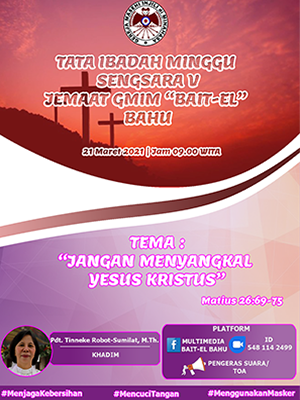 TATA IBADAH MINGGU
SENGSARA V
JEMAAT GMIM "BAIT-EL"
BAHU
21 Maret 2021 | Jam 09.00 WITA
TEMA :
"JANGAN MENYANGKAL
YESUS KRISTUS"
Matius 26:69-75
Pdt. Tinneke Robot-Sumilat, M.Th.
KHADIM
PLATFORM
MULTIMEDIA
BAIT-EL BAHU
ID
548 114 2499
PENGERAS SUARA/
TOA
#MenjagaKebersihan
#MencuciTangan
#MenggunakanMasker